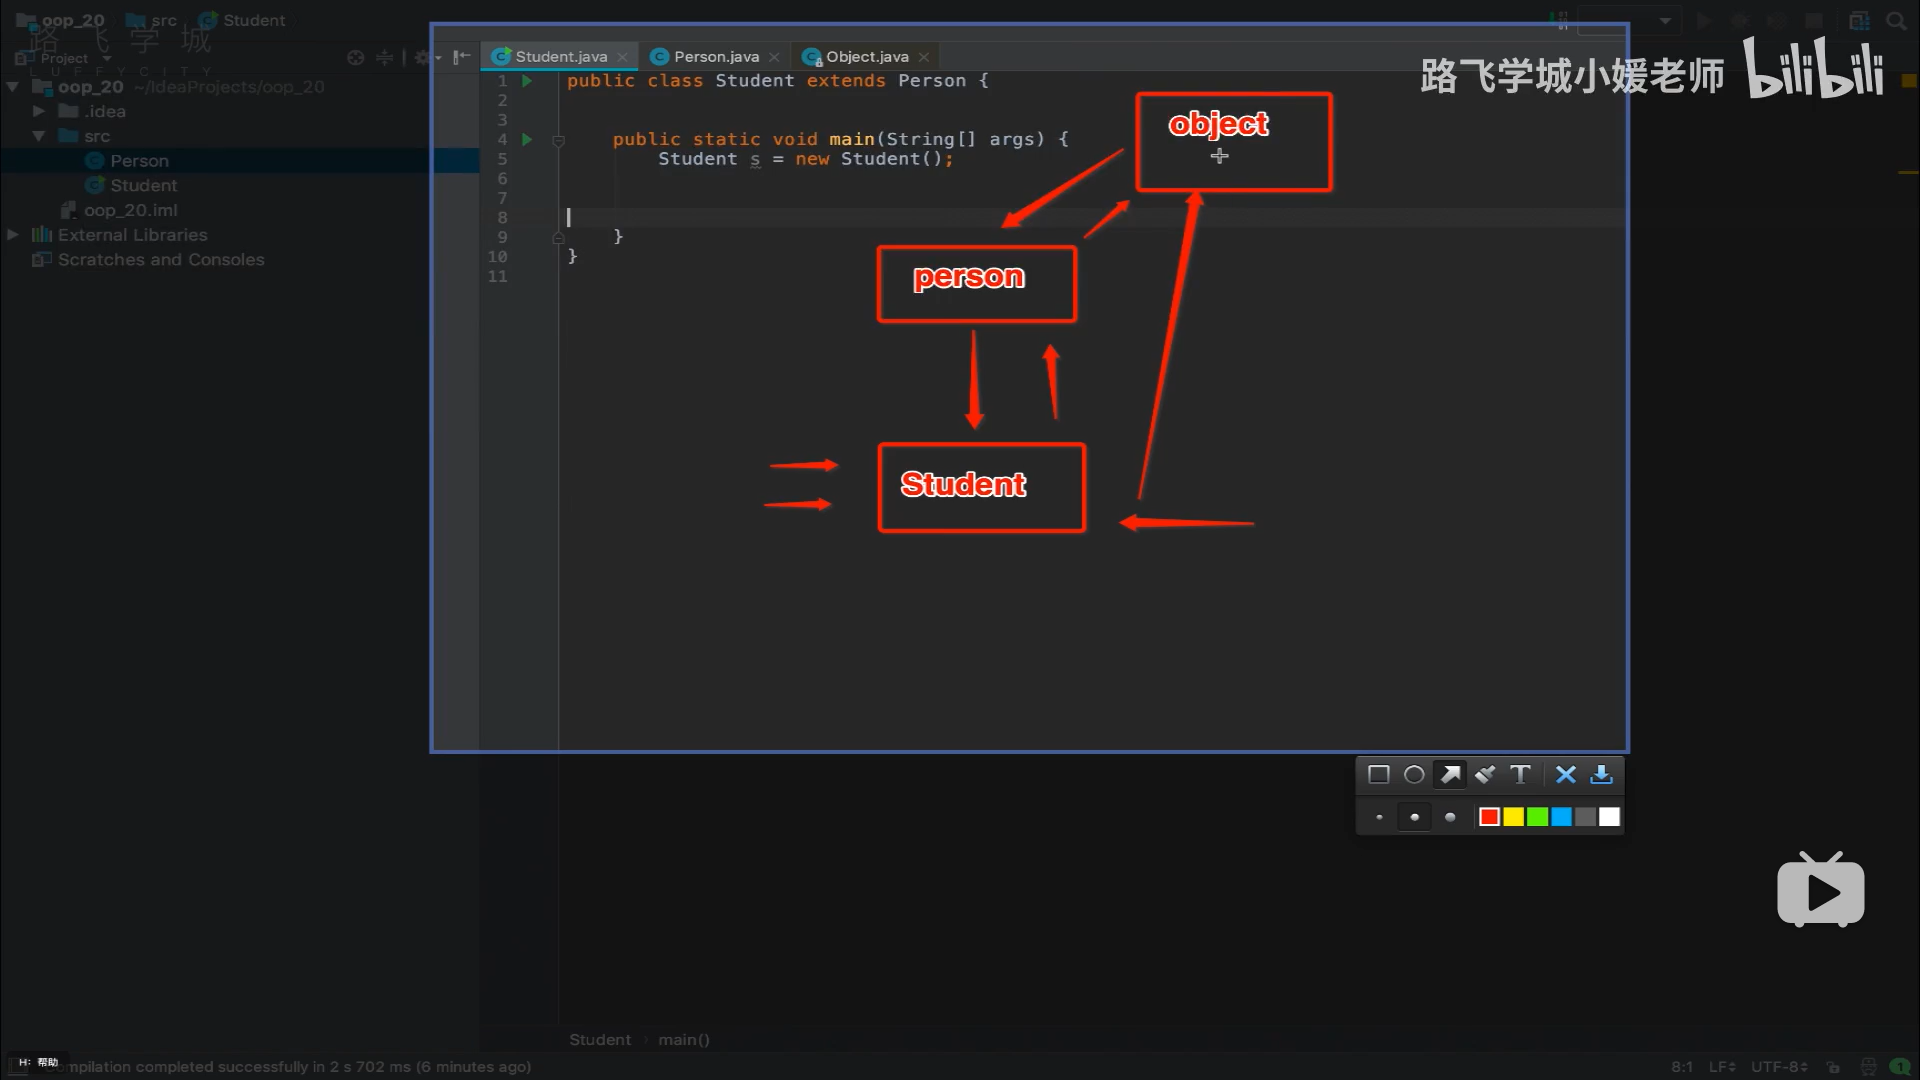 oop_20 src Student
路飞学城
LUFFYCITY
Project
oop_20 ~/IdeaProjects/oop_20
.idea
src
Person
Student
oop_20.iml
External Libraries
Scratches and Consoles
Student.java Person.java Object.java
路飞学城小媛老师 bilibili
1 public class Student extends Person {
2
3
4 public static void main(String[] args) {
5 Student s = new Student();
6
7
8
9 }
10 }
11
object
person
Student
T
Student › main()
H: 帮助
mpilation completed successfully in 2 s 702 ms (6 minutes ago)
8:1 LF UTF-8 1